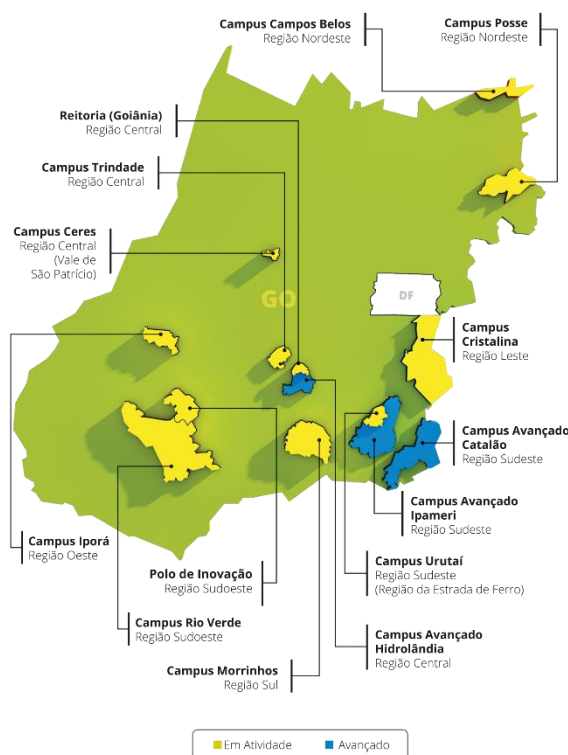 Campus Campos Belos
Região Nordeste
Campus Posse
Região Nordeste
Reitoria (Goiânia)
Região Central
Campus Trindade
Região Central
Campus Ceres
Região Central
(Vale de
São Patrício)
GO
DF
Campus
Cristalina
Região Leste
Campus Avançado
Catalão
Região Sudeste
Campus Avançado
Ipameri
Região Sudeste
Campus Iporá
Região Oeste
Polo de Inovação
Região Sudoeste
Campus Urutaí
Região Sudeste
(Região da Estrada de Ferro)
Campus Rio Verde
Região Sudoeste
Campus Avançado
Hidrolândia
Região Central
Campus Morrinhos
Região Sul
Em Atividade
Avançado